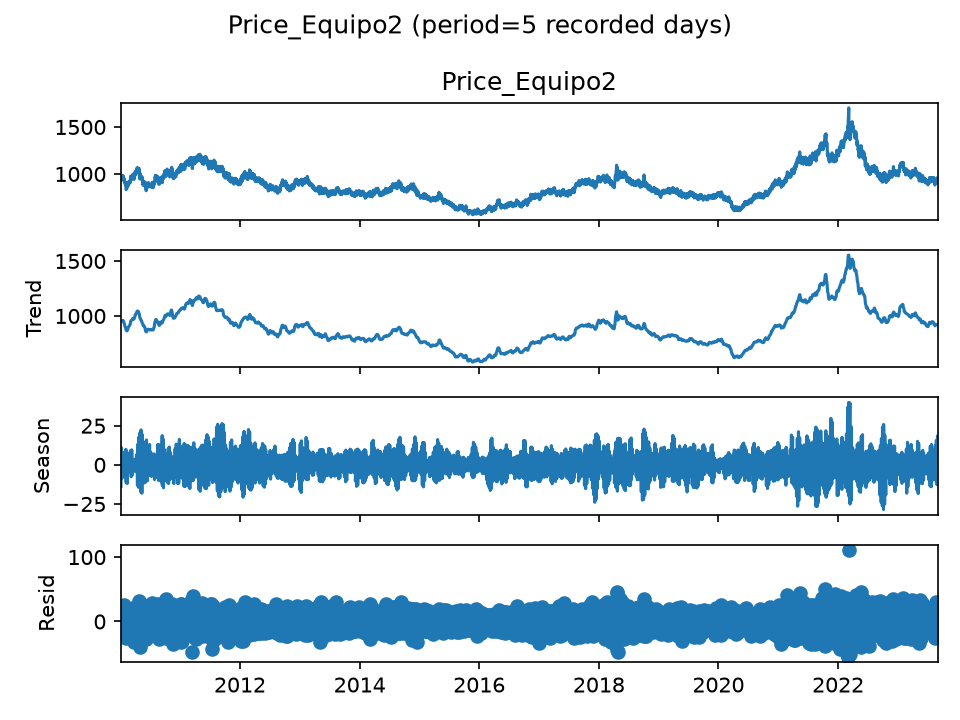 Price_Equipo2 (period=5 recorded days)
Price_Equipo2
1500
1000
Trend
1500
1000
Season
25
0
−25
Resid
100
0
2012 2014 2016 2018 2020 2022